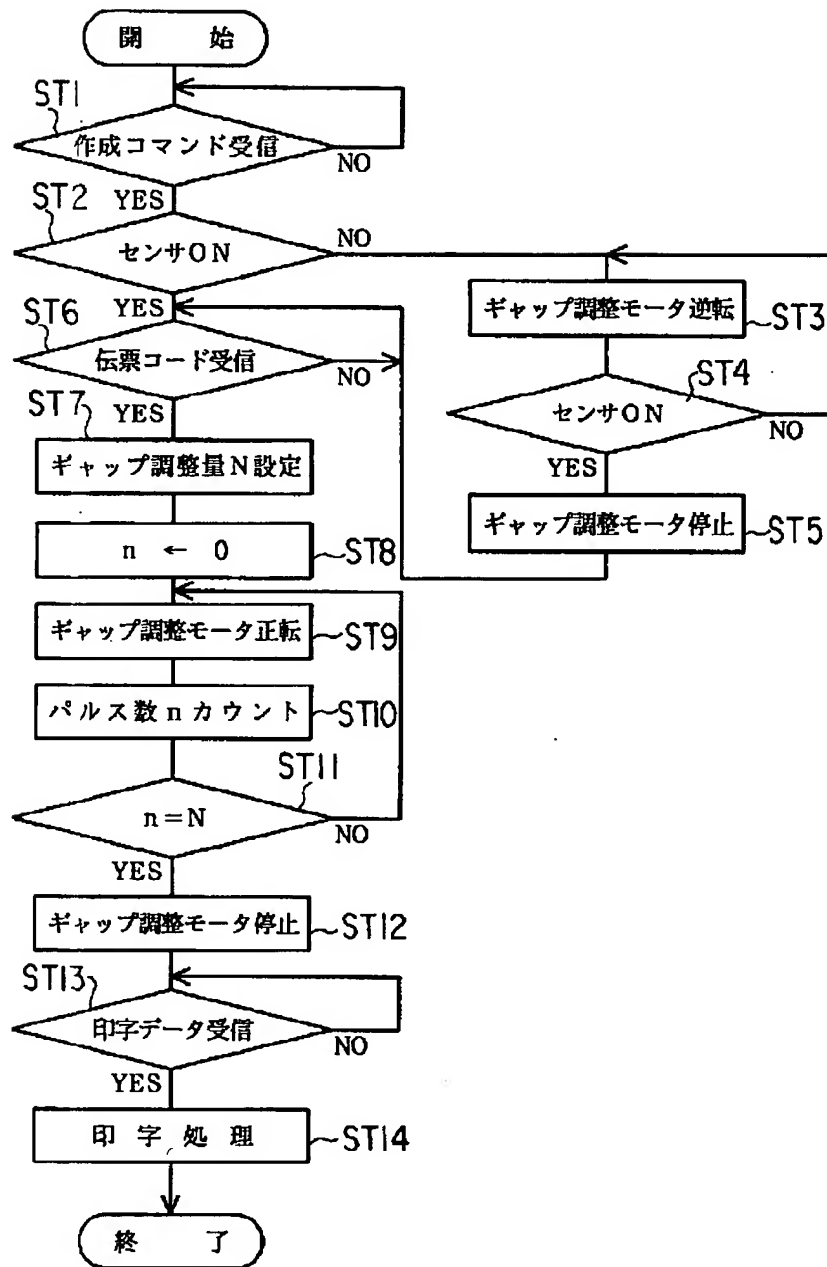 開 始
ST1
作成コマンド受信
NO
YES
ST2
センサON
NO
YES
ギャップ調整モータ逆転
ST3
ST6
伝票コード受信
NO
YES
ST4
センサON
NO
YES
ST7
ギャップ調整量N設定
ギャップ調整モータ停止
ST5
n ← 0
ST8
ギャップ調整モータ正転
ST9
パルス数nカウント
ST10
ST11
n=N
NO
YES
ギャップ調整モータ停止
ST12
ST13
印字データ受信
NO
YES
印 字 処 理
ST14
終 了